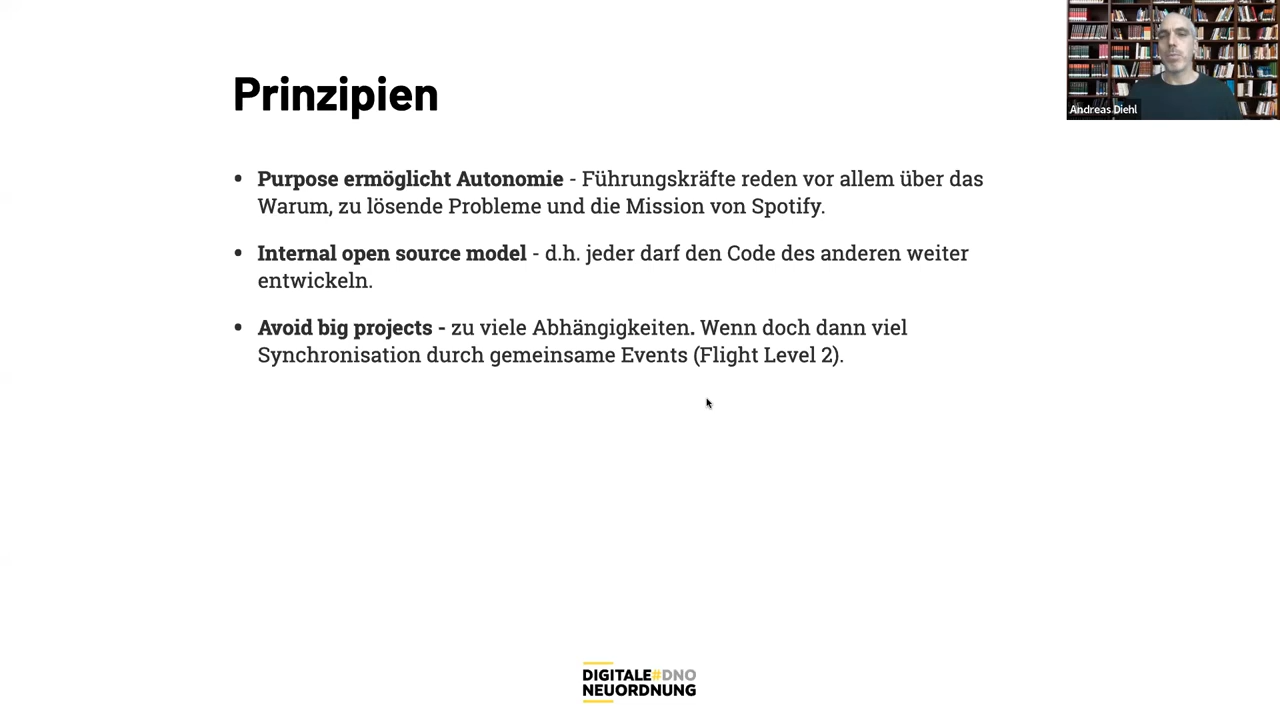 Prinzipien
Andreas Diehl
• Purpose ermöglicht Autonomie - Führungskräfte reden vor allem über das
Warum, zu lösende Probleme und die Mission von Spotify.
• Internal open source model - d.h. jeder darf den Code des anderen weiter
entwickeln.
• Avoid big projects - zu viele Abhängigkeiten. Wenn doch dann viel
Synchronisation durch gemeinsame Events (Flight Level 2).
DIGITALE#DNO
NEUORDNUNG